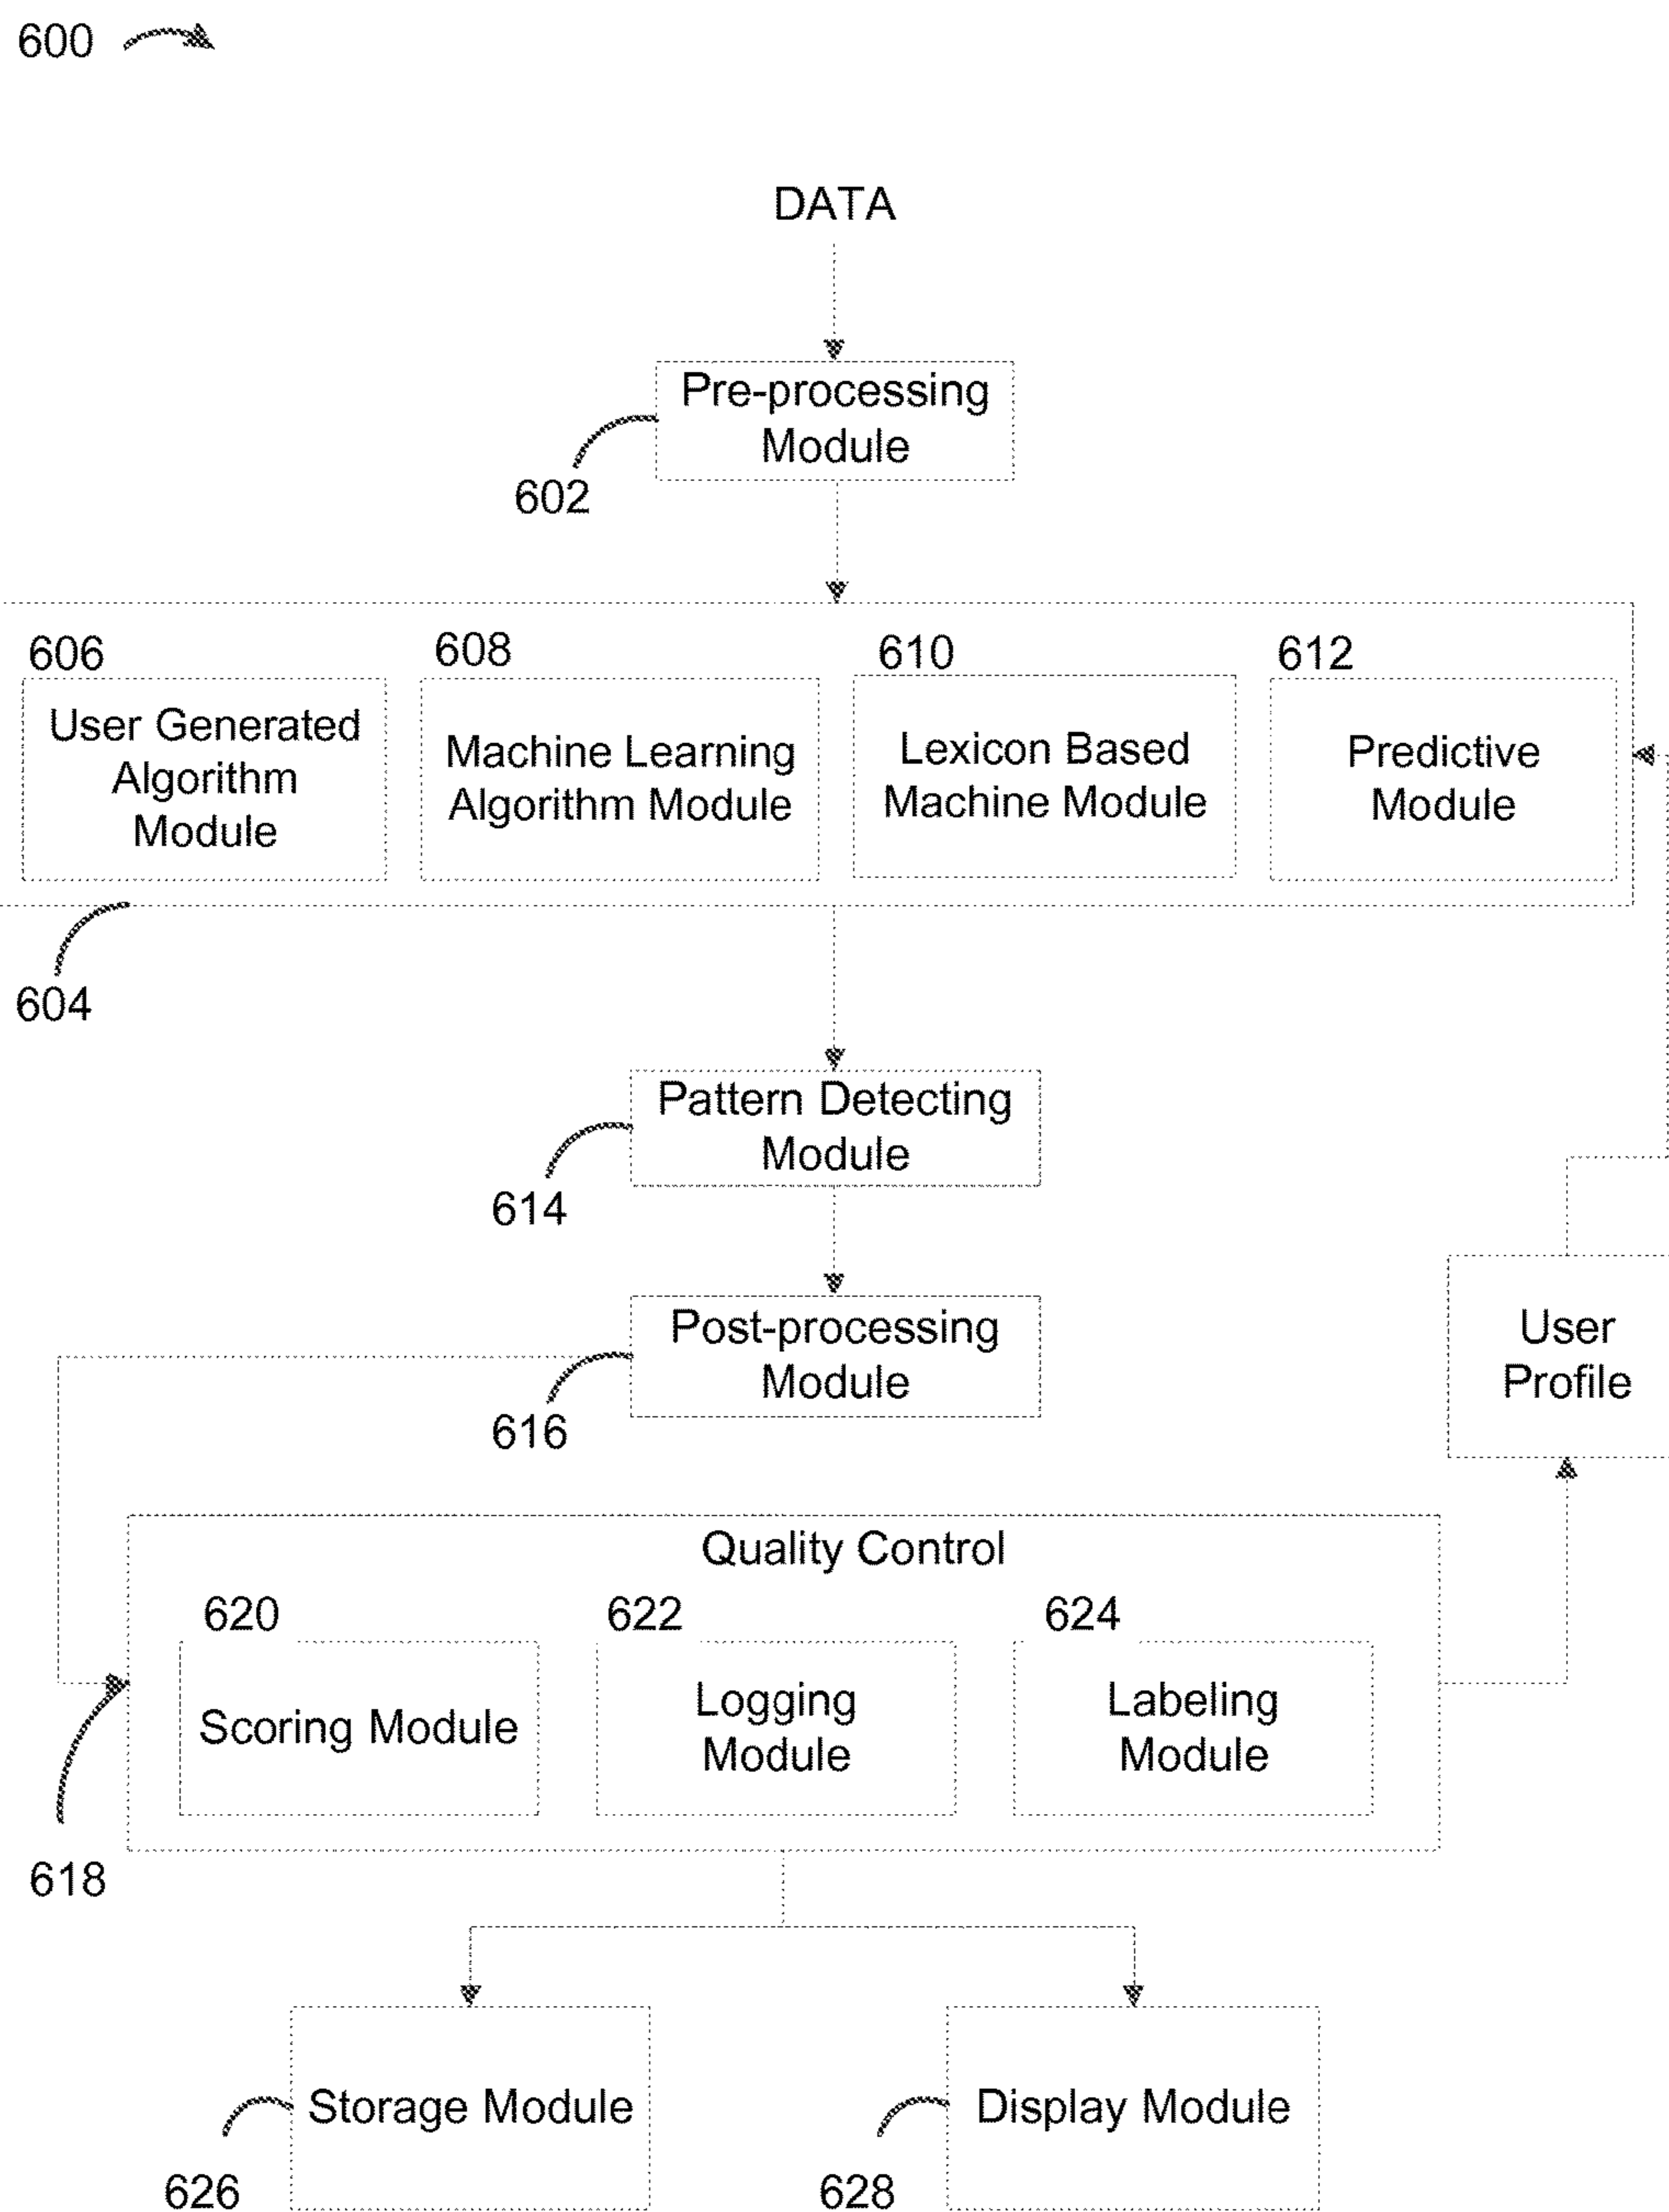 600
DATA
Pre-processing
Module
602
606
User Generated
Algorithm
Module
608
Machine Learning
Algorithm Module
610
Lexicon Based
Machine Module
612
Predictive
Module
604
Pattern Detecting
Module
614
Post-processing
Module
616
User
Profile
Quality Control
620
Scoring Module
622
Logging
Module
624
Labeling
Module
618
Storage Module
626
Display Module
628